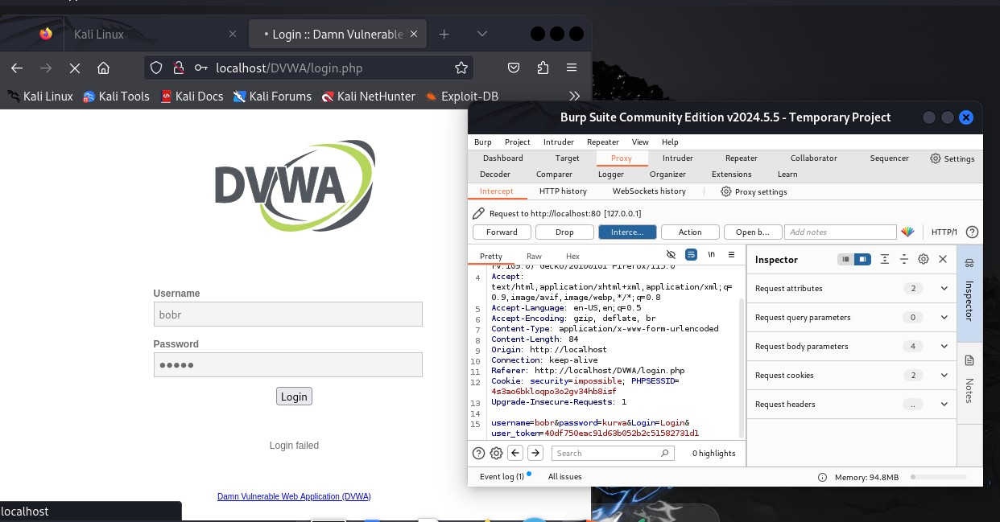 Kali Linux
Login :: Damn Vulnerable
localhost/DVWA/login.php
Kali Linux
Kali Tools
Kali Docs
Kali Forums
Kali NetHunter
Exploit-DB
DVWA
Username
bobr
Password
Login
Login failed
Damn Vulnerable Web Application (DVWA)
localhost
Burp Suite Community Edition v2024.5.5 - Temporary Project
Burp Project Intruder Repeater View Help
Dashboard Target Proxy Intruder Repeater Collaborator Sequencer Settings
Decoder Comparer Logger Organizer Extensions Learn
Intercept HTTP history WebSockets history Proxy settings
Request to http://localhost:80 [127.0.0.1]
Forward Drop Interce... Action Open b... Add notes HTTP/1 ?
Pretty Raw Hex \n
rv:109.0) Gecko/20100101 Firefox/115.0
4 Accept:
text/html,application/xhtml+xml,application/xml;q=
0.9,image/avif,image/webp,*/*;q=0.8
5 Accept-Language: en-US,en;q=0.5
6 Accept-Encoding: gzip, deflate, br
7 Content-Type: application/x-www-form-urlencoded
8 Content-Length: 84
9 Origin: http://localhost
10 Connection: keep-alive
11 Referer: http://localhost/DVWA/login.php
12 Cookie: security=impossible; PHPSESSID=
4s3ao6bkloqpo3o2gv34hb8isf
13 Upgrade-Insecure-Requests: 1
14
15 username=bobr&password=kurwa&Login=Login&
user_token=40df750eac91d63b052b2c51582731d1
? Search 0 highlights
Inspector
Request attributes 2
Request query parameters 0
Request body parameters 4
Request cookies 2
Request headers ..
Inspector
Notes
Event log (1) All issues
Memory: 94.8MB